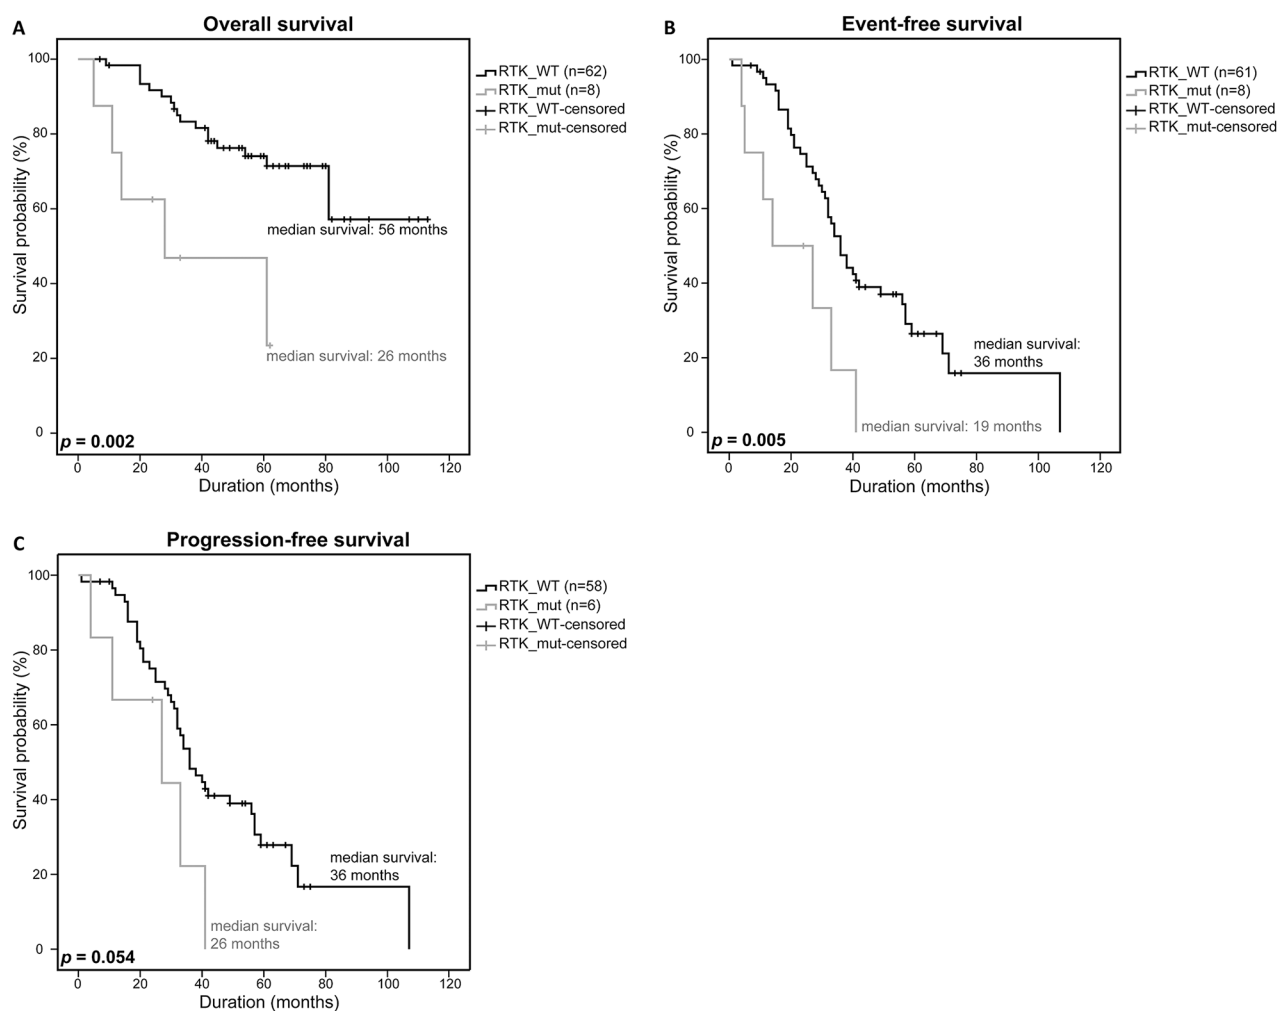 A
Overall survival
100
80
60
40
20
0
Survival probability (%)
RTK_WT (n=62)
RTK_mut (n=8)
RTK_WT-censored
RTK_mut-censored
median survival: 56 months
median survival: 26 months
p = 0.002
0 20 40 60 80 100 120
Duration (months)
B
Event-free survival
100
80
60
40
20
0
Survival probability (%)
RTK_WT (n=61)
RTK_mut (n=8)
RTK_WT-censored
RTK_mut-censored
median survival:
36 months
median survival: 19 months
p = 0.005
0 20 40 60 80 100 120
Duration (months)
C
Progression-free survival
100
80
60
40
20
0
Survival probability (%)
RTK_WT (n=58)
RTK_mut (n=6)
RTK_WT-censored
RTK_mut-censored
median survival:
36 months
median survival:
26 months
p = 0.054
0 20 40 60 80 100 120
Duration (months)